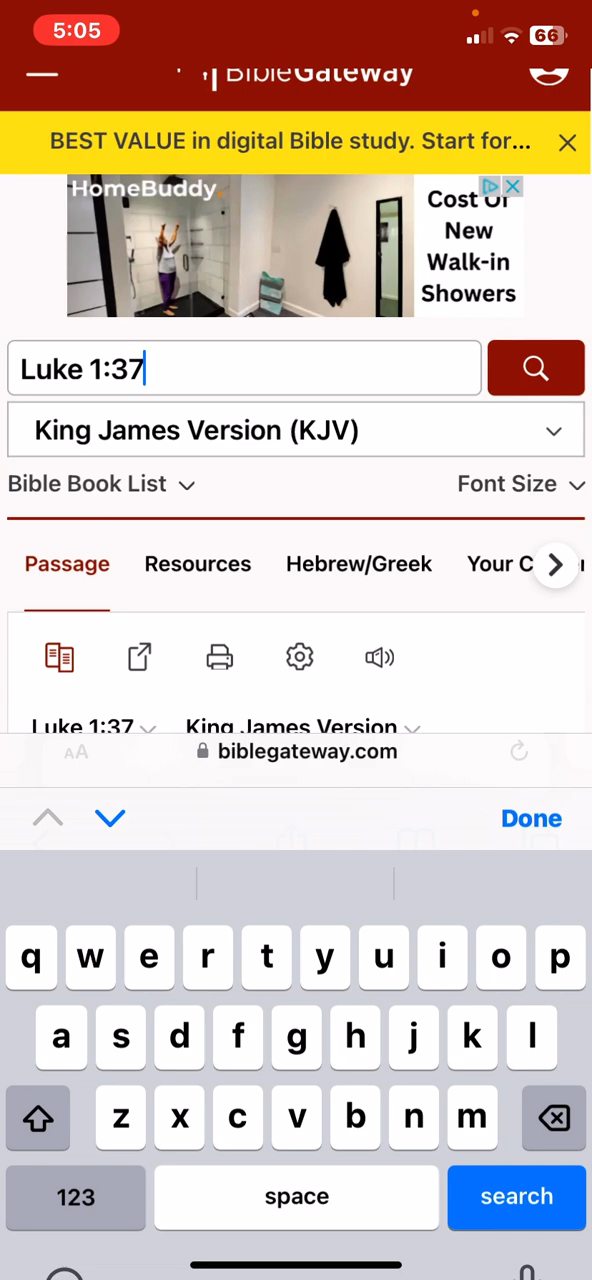 5:05
66
BibleGateway
BEST VALUE in digital Bible study. Start for...
HomeBuddy
Cost Of
New
Walk-in
Showers
Luke 1:37
King James Version (KJV)
Bible Book List
Font Size
Passage
Resources
Hebrew/Greek
Your C
Luke 1:37
King James Version
AA
biblegateway.com
Done
q w e r t y u i o p
a s d f g h j k l
z x c v b n m
123
space
search